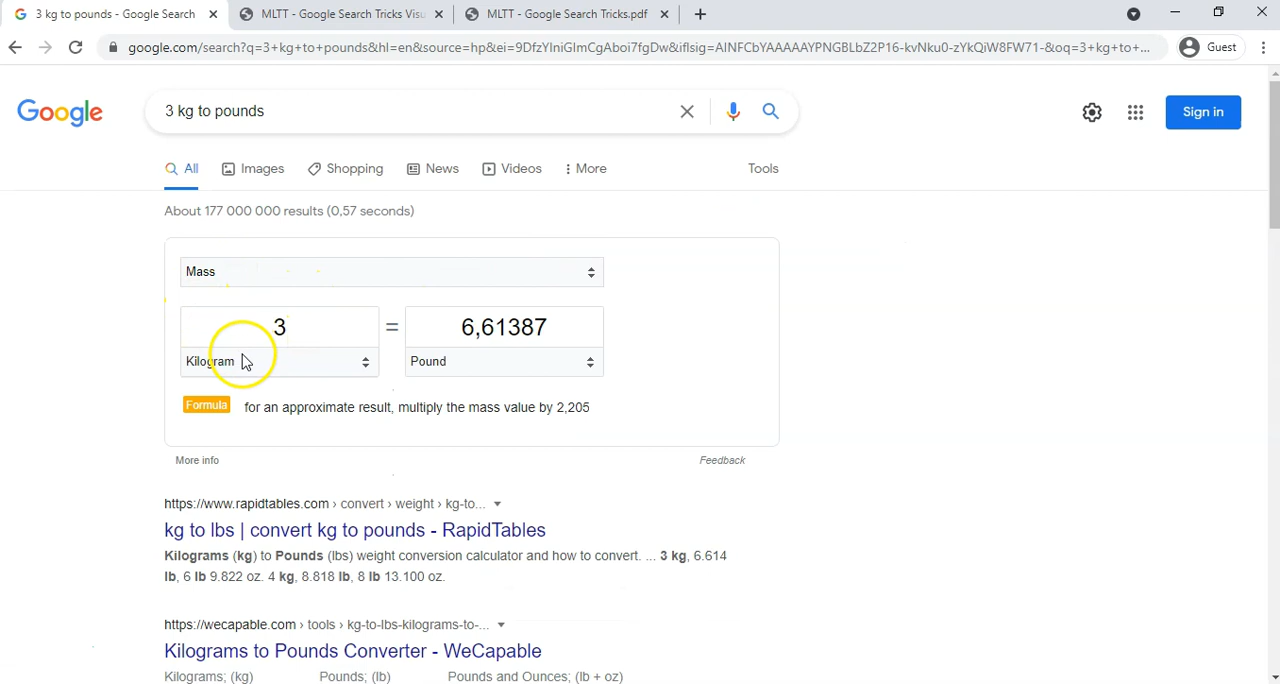 3 kg to pounds - Google Search
MLTT - Google Search Tricks Visu
MLTT - Google Search Tricks.pdf
google.com/search?q=3+kg+to+pounds&hl=en&source=hp&ei=9DfzYIniGImCgAboi7fgDw&iflsig=AINFCbYAAAAAYPNGBLbZ2P16-kvNku0-zYkQiW8FW71-&oq=3+kg+to+...
Guest
Google
3 kg to pounds
Sign in
All Images Shopping News Videos More Tools
About 177 000 000 results (0,57 seconds)
Mass
3 = 6,61387
Kilogram Pound
Formula for an approximate result, multiply the mass value by 2,205
More info Feedback
https://www.rapidtables.com › convert › weight › kg-to...
kg to lbs | convert kg to pounds - RapidTables
Kilograms (kg) to Pounds (lbs) weight conversion calculator and how to convert. ... 3 kg, 6.614
lb, 6 lb 9.822 oz. 4 kg, 8.818 lb, 8 lb 13.100 oz.
https://wecapable.com › tools › kg-to-lbs-kilograms-to-...
Kilograms to Pounds Converter - WeCapable
Kilograms; (kg) Pounds; (lb) Pounds and Ounces; (lb + oz)